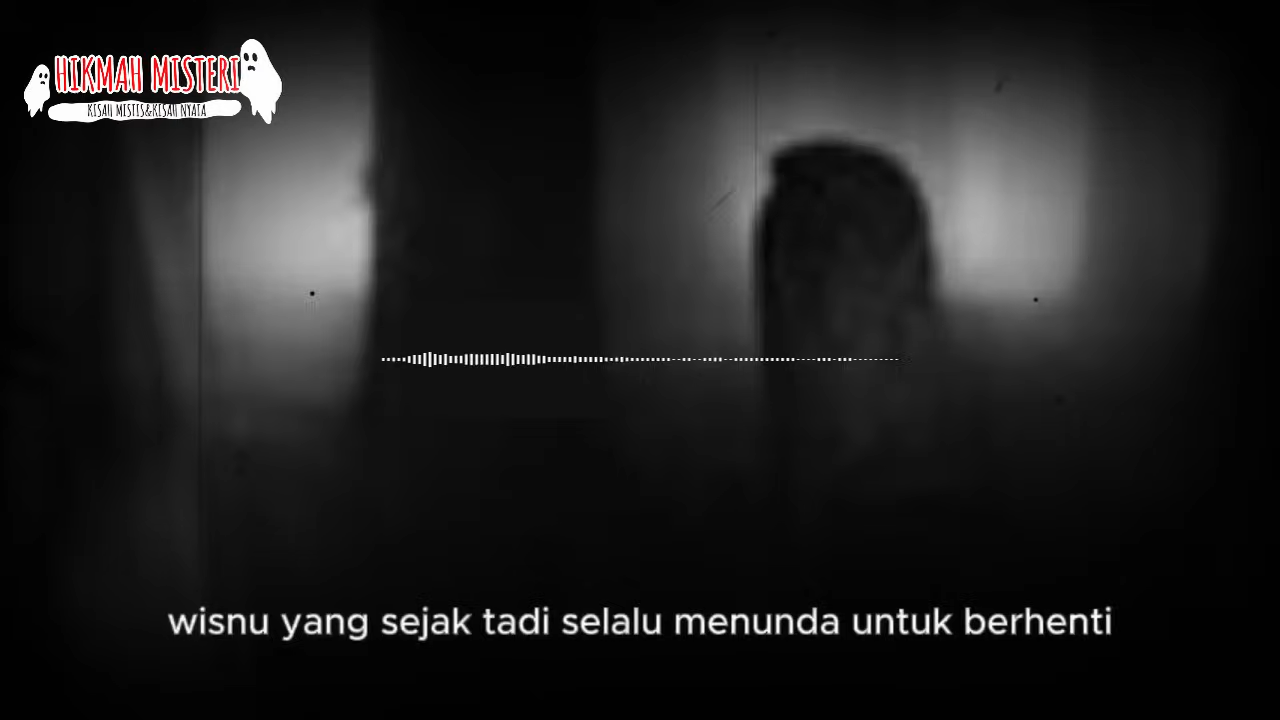 HIKMAH MISTERI
KISAH MISTIS&KISAH NYATA
wisnu yang sejak tadi selalu menunda untuk berhenti